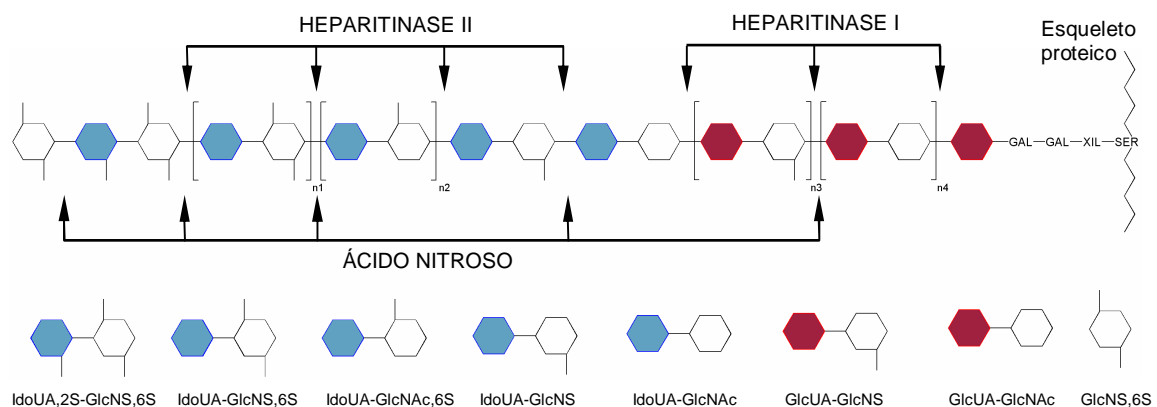 HEPARITINASE II
HEPARITINASE I
Esqueleto
proteico
GAL GAL XIL SER
n1 n2 n3 n4
ÁCIDO NITROSO
IdoUA,2S-GlcNS,6S IdoUA-GlcNS,6S IdoUA-GlcNAc,6S IdoUA-GlcNS IdoUA-GlcNAc GlcUA-GlcNS GlcUA-GlcNAc GlcNS,6S